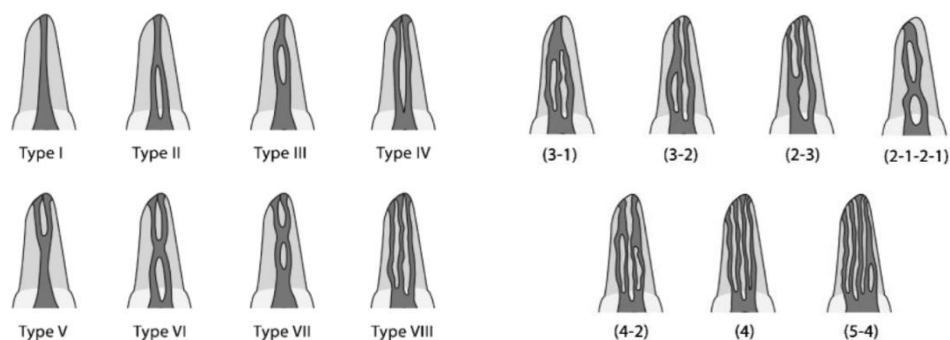 Type I Type II Type III Type IV (3-1) (3-2) (2-3) (2-1-2-1)
Type V Type VI Type VII Type VIII (4-2) (4) (5-4)